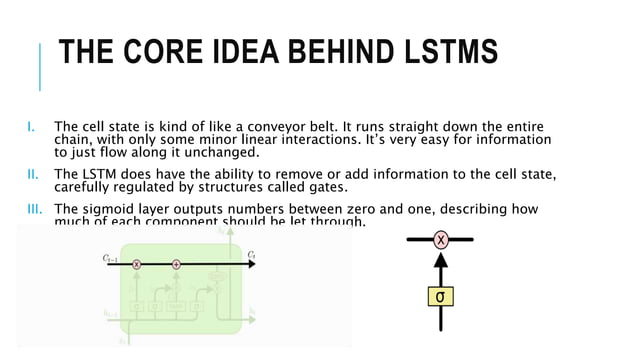 THE CORE IDEA BEHIND LSTMS
I. The cell state is kind of like a conveyor belt. It runs straight down the entire
chain, with only some minor linear interactions. It’s very easy for information
to just flow along it unchanged.
II. The LSTM does have the ability to remove or add information to the cell state,
carefully regulated by structures called gates.
III. The sigmoid layer outputs numbers between zero and one, describing how
much of each component should be let through.
Cₜ₋₁ Cₜ
x +
X
σ